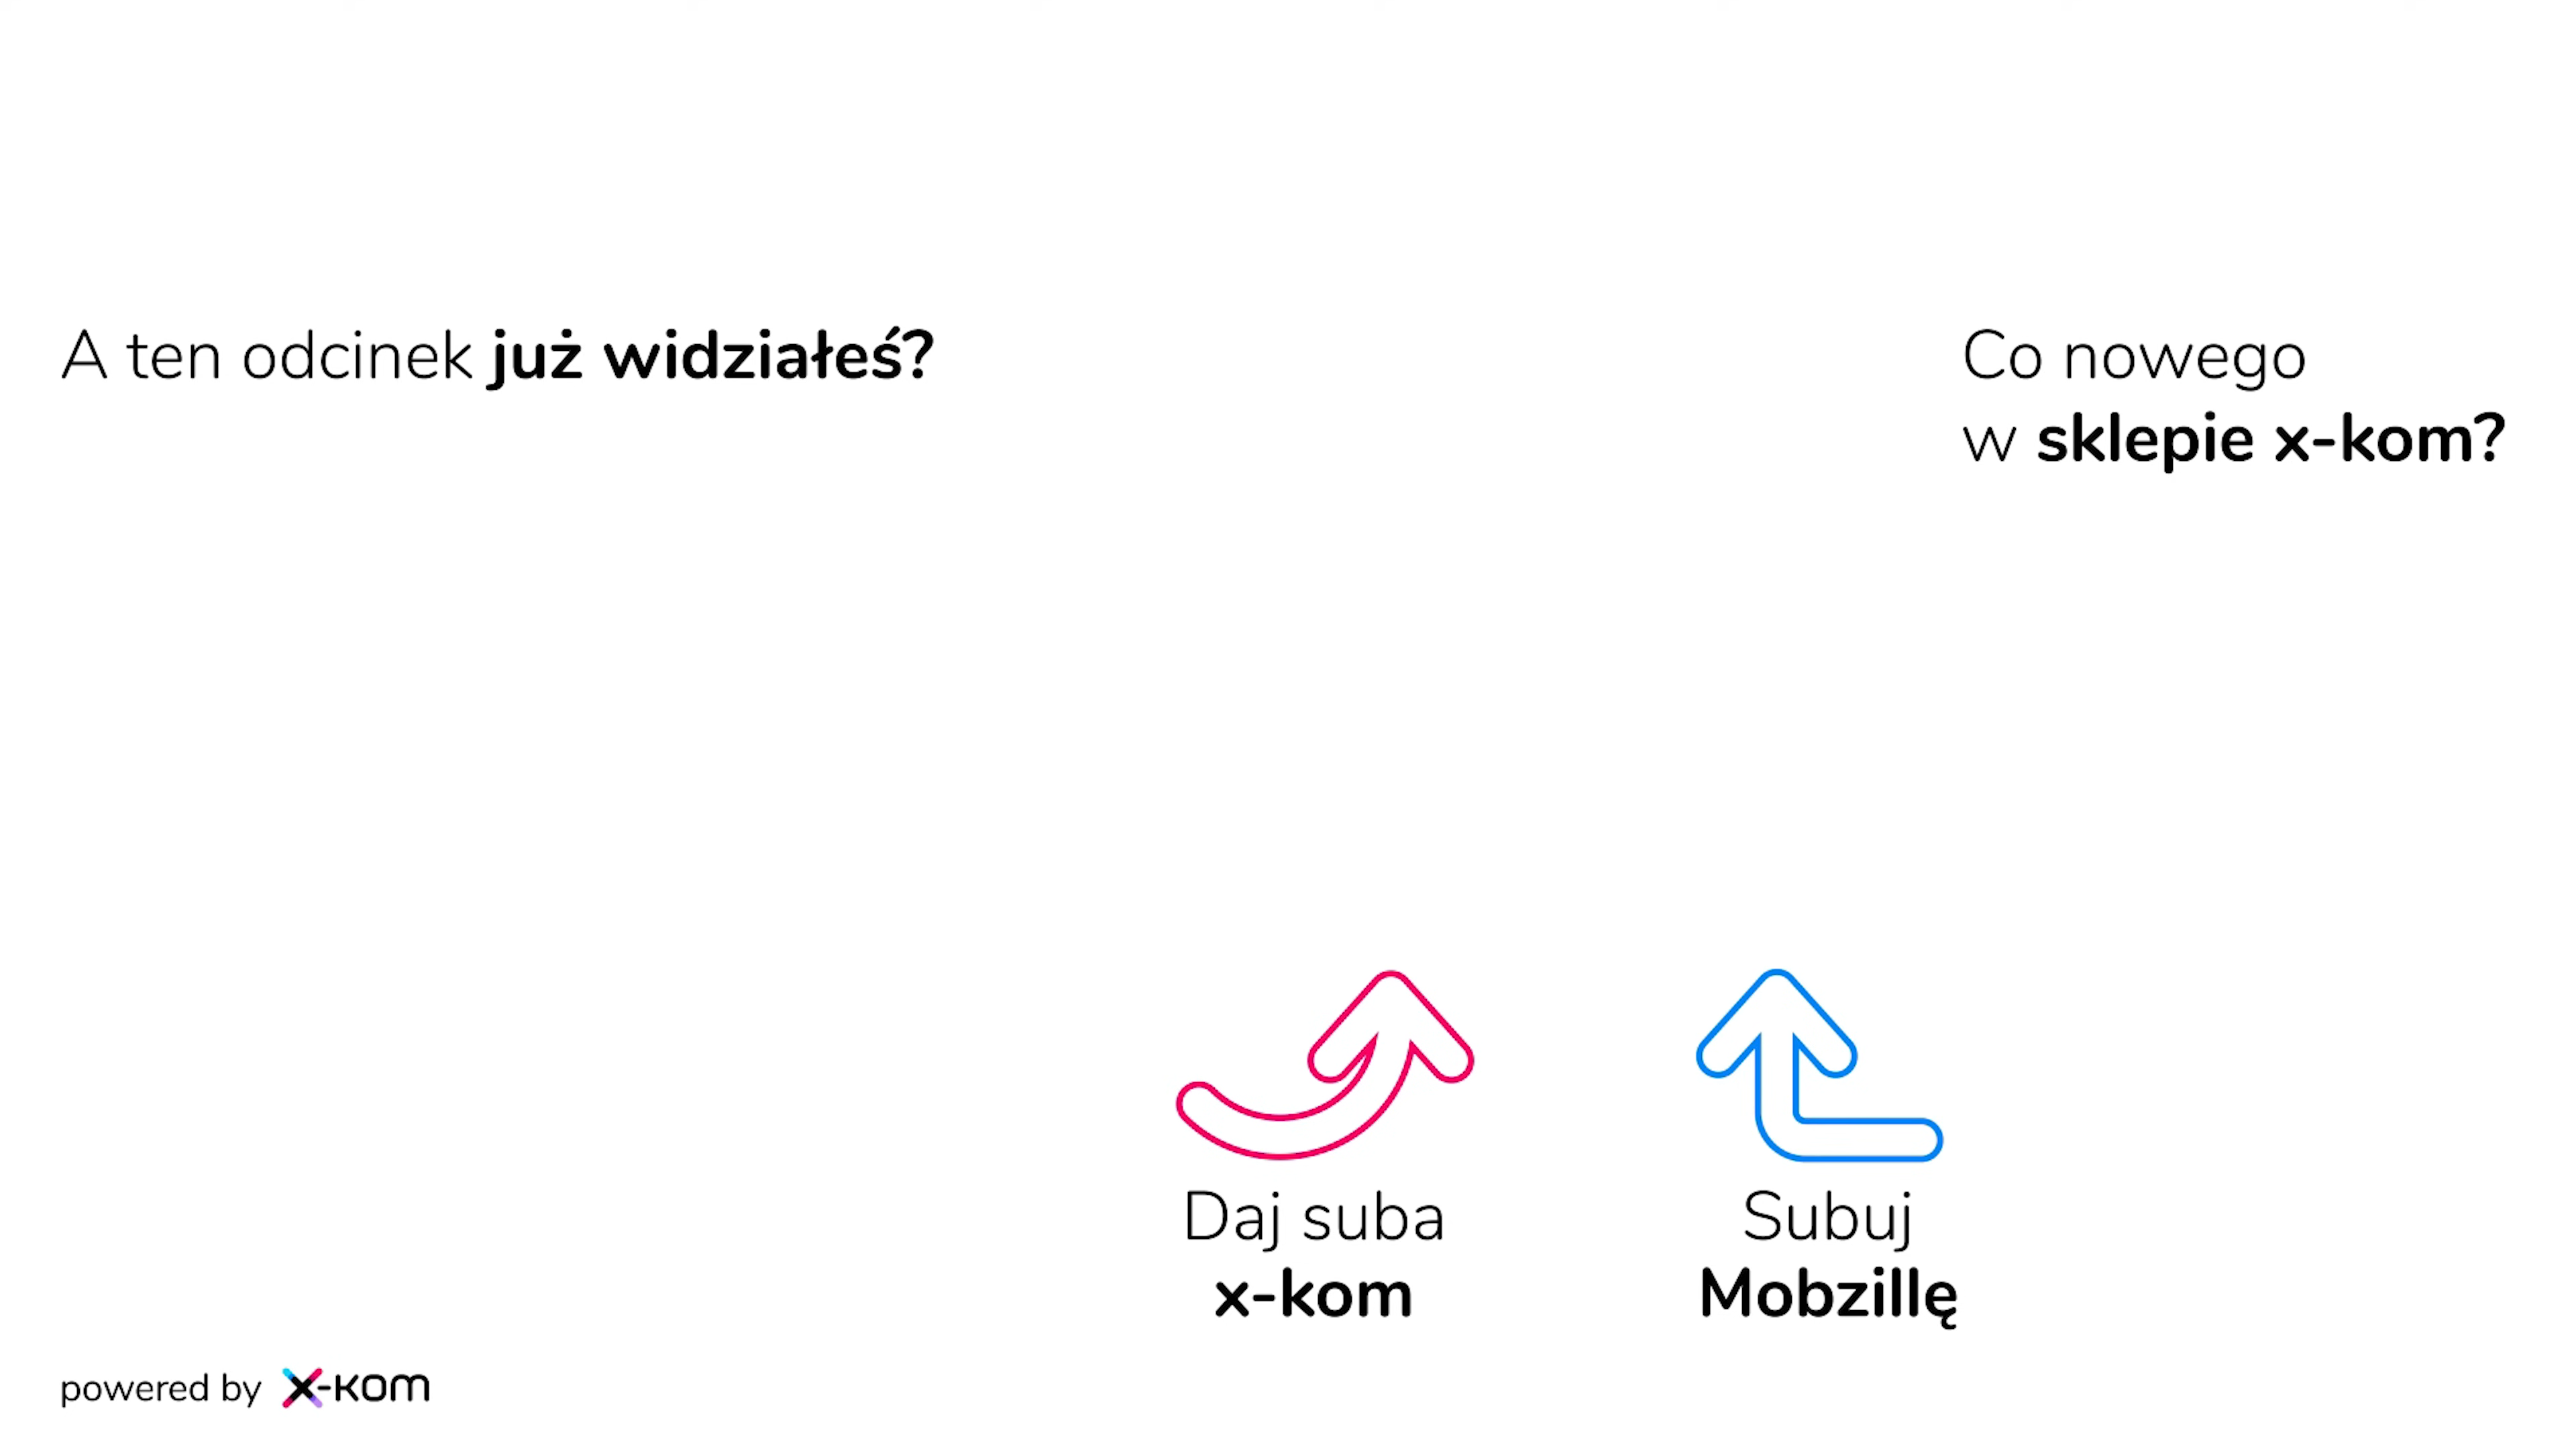 A ten odcinek już widziałeś?
Co nowego
w sklepie x-kom?
Daj suba
x-kom
Subuj
Mobzillę
powered by x-kom